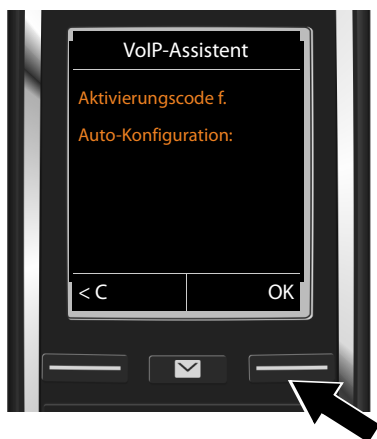 VoIP-Assistent
Aktivierungscode f.
Auto-Konfiguration:
< C
OK